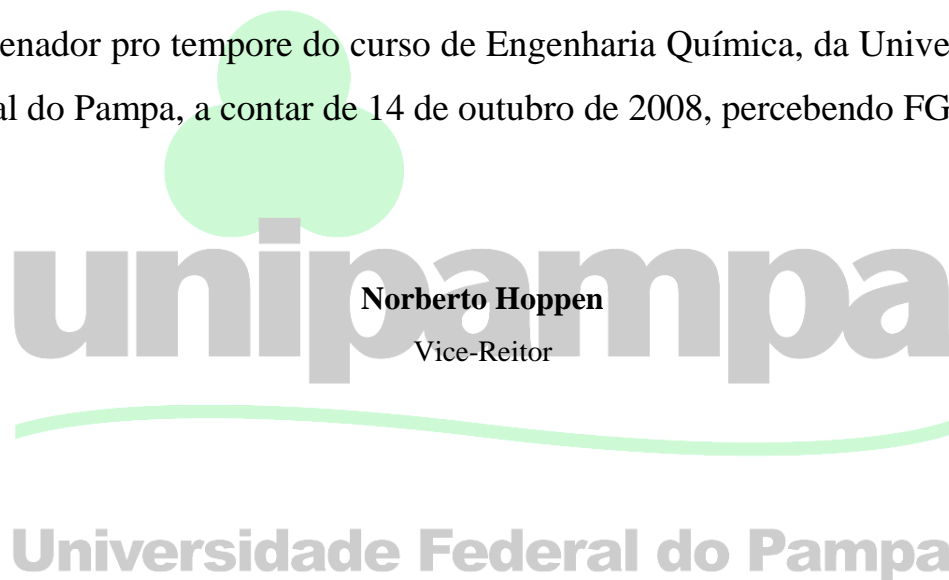 enador pro tempore do curso de Engenharia Química, da Unive
al do Pampa, a contar de 14 de outubro de 2008, percebendo FG
unipampa
Norberto Hoppen
Vice-Reitor
Universidade Federal do Pampa